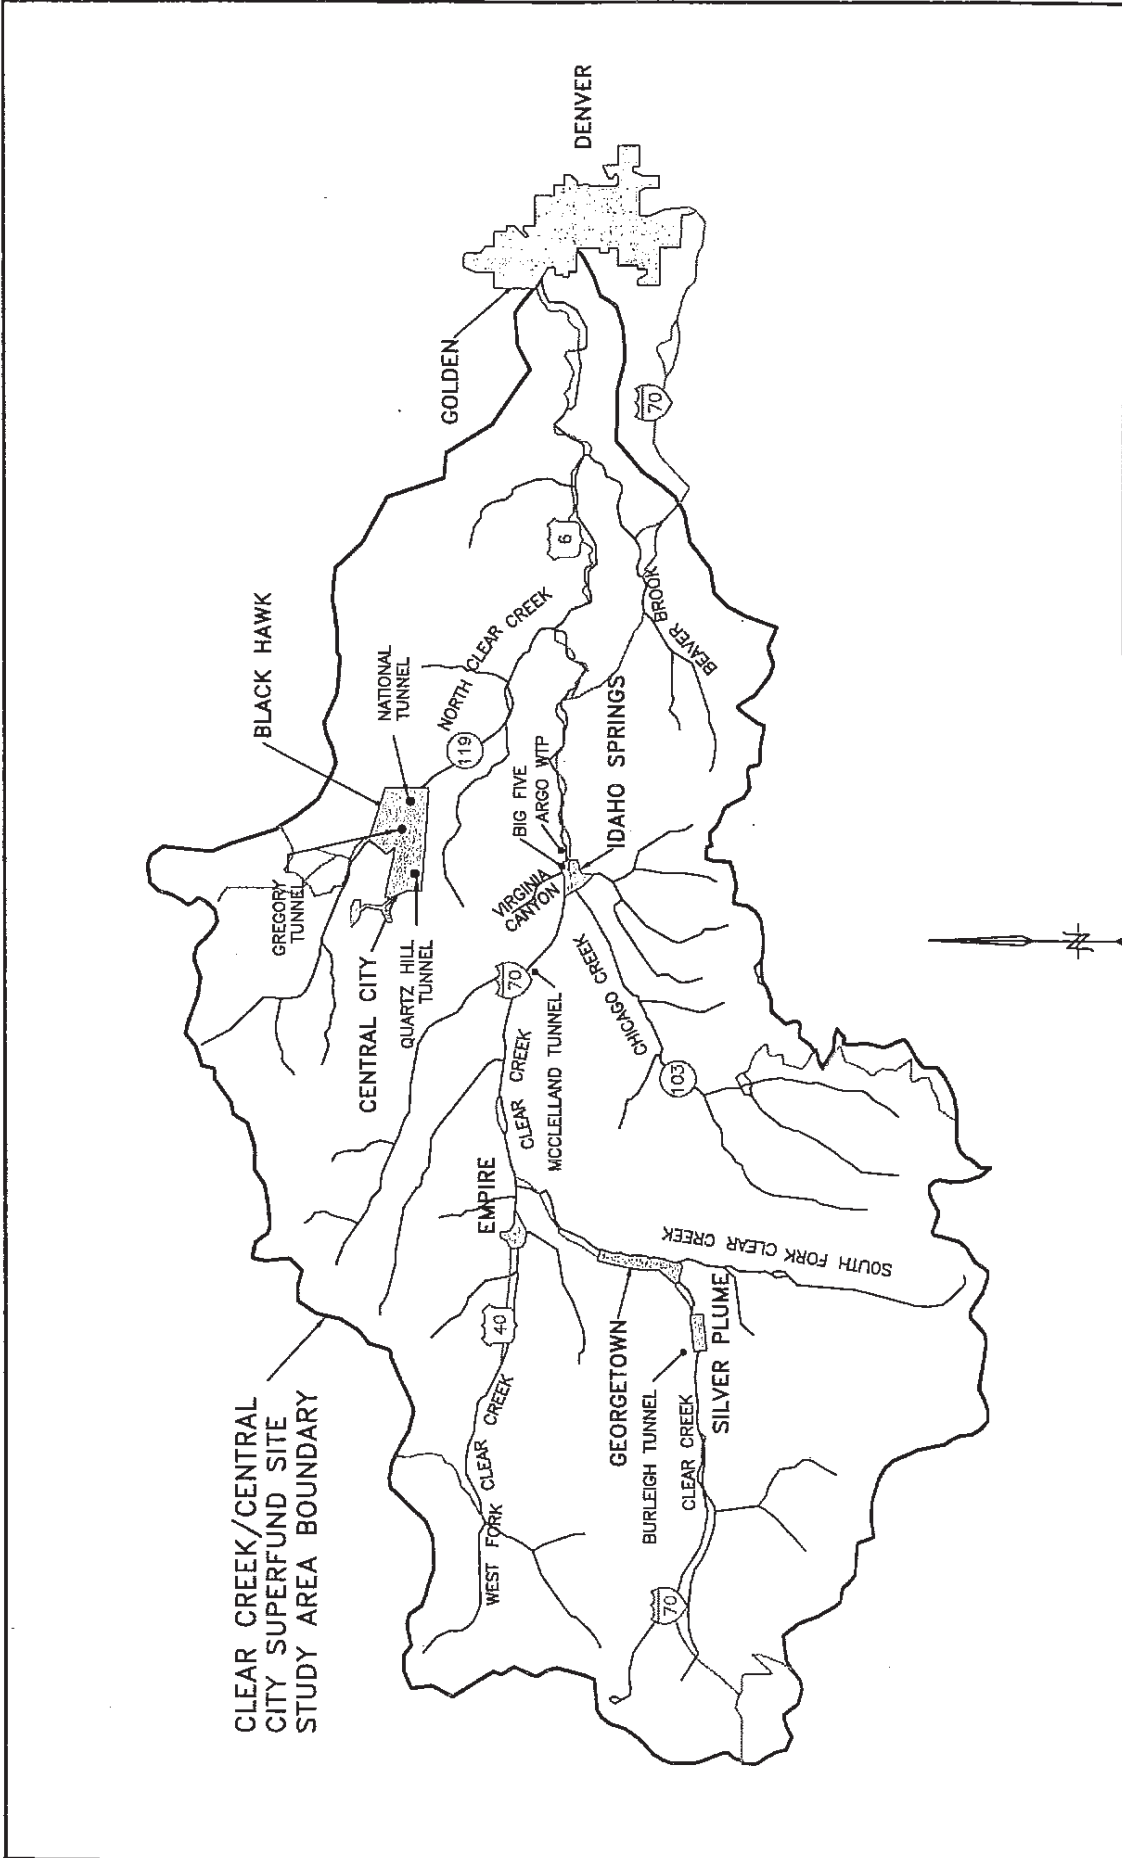 CLEAR CREEK/CENTRAL
CITY SUPERFUND SITE
STUDY AREA BOUNDARY
BLACK HAWK
NATIONAL
TUNNEL
GREGORY
TUNNEL
CENTRAL CITY
QUARTZ HILL
TUNNEL
119
NORTH CLEAR CREEK
GOLDEN
DENVER
WEST FORK CLEAR CREEK
40
EMPIRE
CLEAR CREEK
70
MCCLELLAND TUNNEL
VIRGINIA
CANYON
BIG FIVE
ARGO WTP
IDAHO SPRINGS
6
BEAVER BROOK
70
CHICAGO CREEK
103
GEORGETOWN
BURLEIGH TUNNEL
CLEAR CREEK
SILVER PLUME
SOUTH FORK CLEAR CREEK
70
N